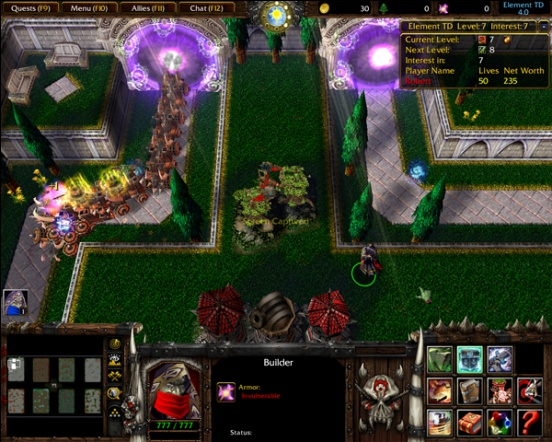 Quests (F9) Menu (F10) Allies (F11) Chat (F12) 30 0 0 Element TD
4.0
Element TD Level: 7 Interest: 7
Current Level: 7
Next Level: 8
Interest in: 7
Player Name Lives Net Worth
50 235
Builder
Armor:
Invulnerable
777 / 777
Status: